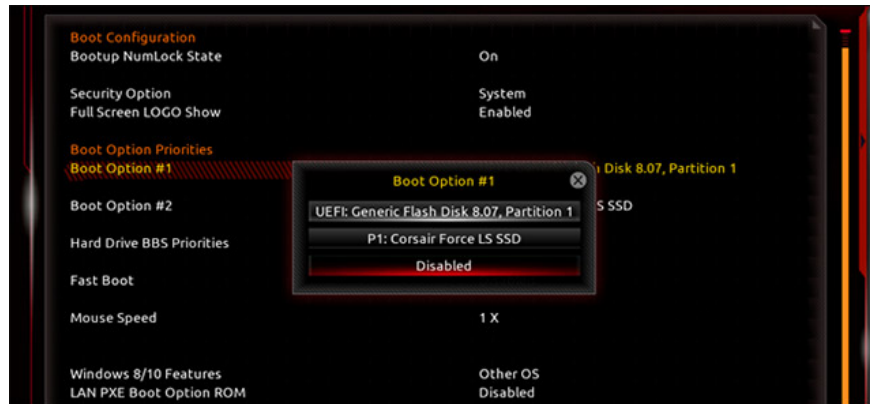 Boot Configuration
Bootup NumLock State On
Security Option System
Full Screen LOGO Show Enabled
Boot Option Priorities
Boot Option #1 Disk 8.07, Partition 1
Boot Option #1
UEFI: Generic Flash Disk 8.07, Partition 1
P1: Corsair Force LS SSD
Disabled
Boot Option #2 S SSD
Hard Drive BBS Priorities
Fast Boot
Mouse Speed 1 X
Windows 8/10 Features Other OS
LAN PXE Boot Option ROM Disabled